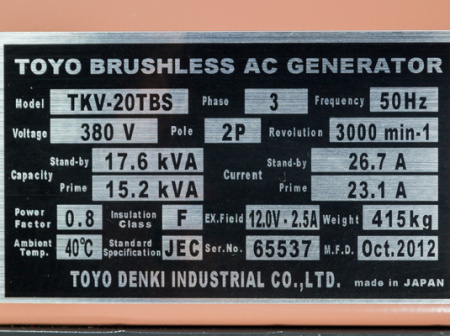 TOYO BRUSHLESS AC GENERATOR
Model TKV-20TBS Phase 3 Frequency 50Hz
Voltage 380 V Pole 2P Revolution 3000 min-1
Capacity Stand-by 17.6 kVA Current Stand-by 26.7 A
Prime 15.2 kVA Prime 23.1 A
Power Factor 0.8 Insulation Class F EX.Field 12.0V - 2.5A Weight 415kg
Ambient Temp. 40℃ Standard Specification JEC Ser.No. 65537 M.F.D. Oct.2012
TOYO DENKI INDUSTRIAL CO.,LTD. made in JAPAN